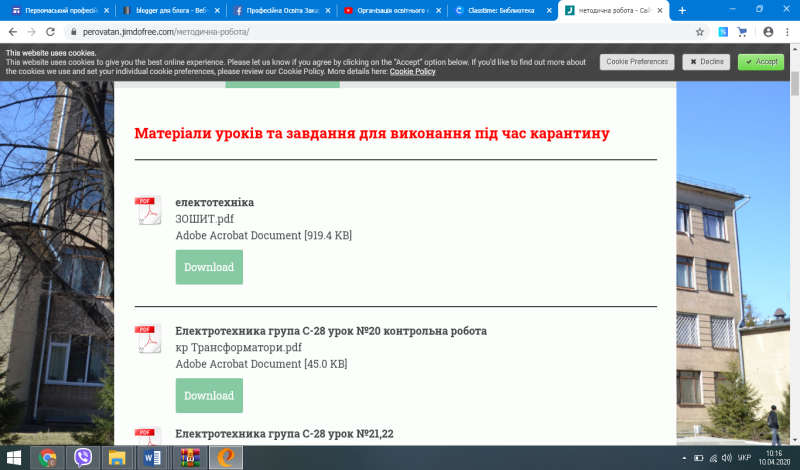 Первомаський професій
blogger для блога - Веб-
Професійна Освіта Зака
Організація освітнього с
Classtime: Библиотека
методична робота - Сай
perovatan.jimdofree.com/методична-робота/
This website uses cookies.
This website uses cookies to give you the best online experience. Please let us know if you agree by clicking on the "Accept" option below. If you'd like to find out more about
the cookies we use and set your individual cookie preferences, please review our Cookie Policy. More details here: Cookie Policy
Cookie Preferences
Decline
Accept
Матеріали уроків та завдання для виконання під час карантину
електотехніка
ЗОШИТ.pdf
Adobe Acrobat Document [919.4 KB]
Download
Електротехника група С-28 урок №20 контрольна робота
кр Трансформатори.pdf
Adobe Acrobat Document [45.0 KB]
Download
Електротехника група С-28 урок №21,22
PDF
PDF
PDF
УКР
10:16
10.04.2020